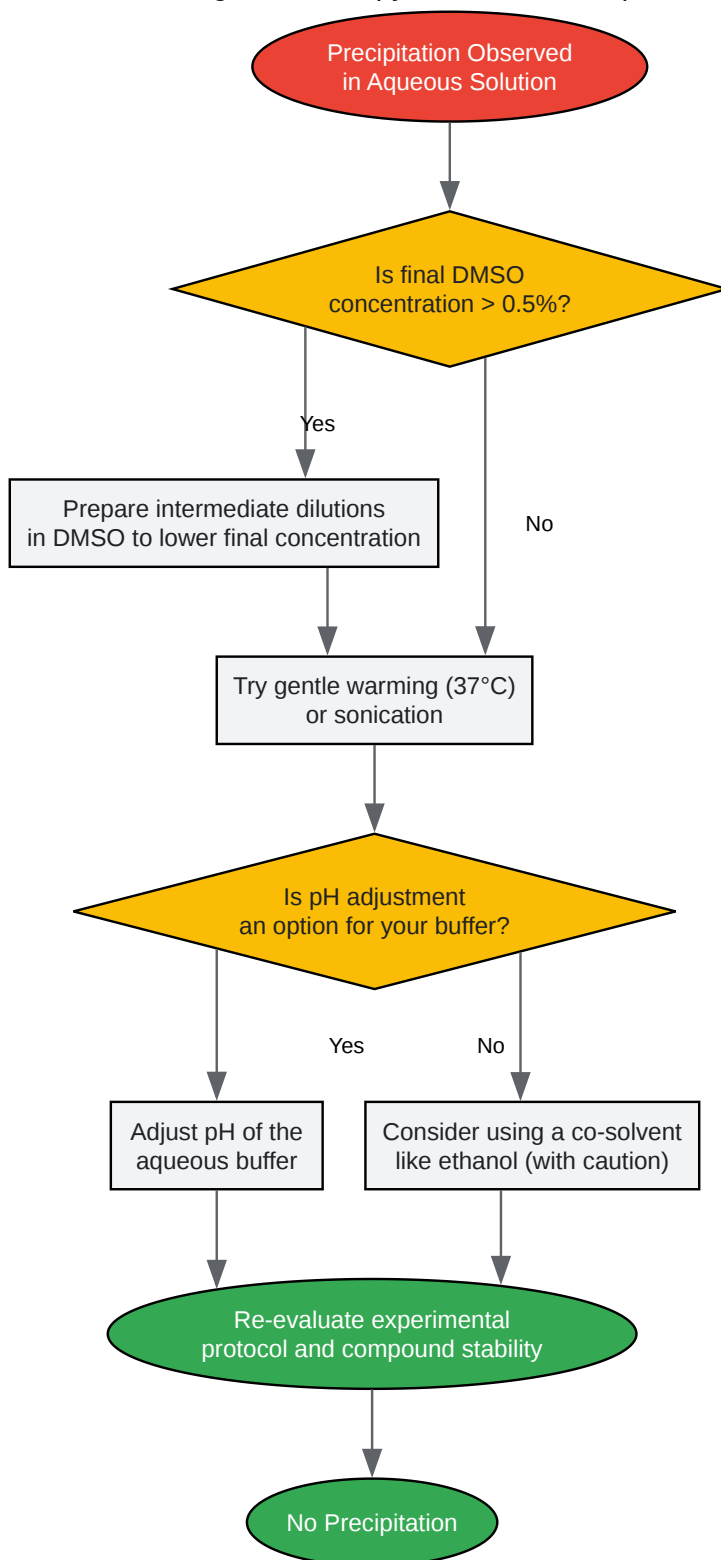 Precipitation Observed
in Aqueous Solution
Is final DMSO
concentration > 0.5%?
Yes
Prepare intermediate dilutions
in DMSO to lower final concentration
No
Try gentle warming (37°C)
or sonication
Is pH adjustment
an option for your buffer?
Yes
No
Adjust pH of the
aqueous buffer
Consider using a co-solvent
like ethanol (with caution)
Re-evaluate experimental
protocol and compound stability
No Precipitation